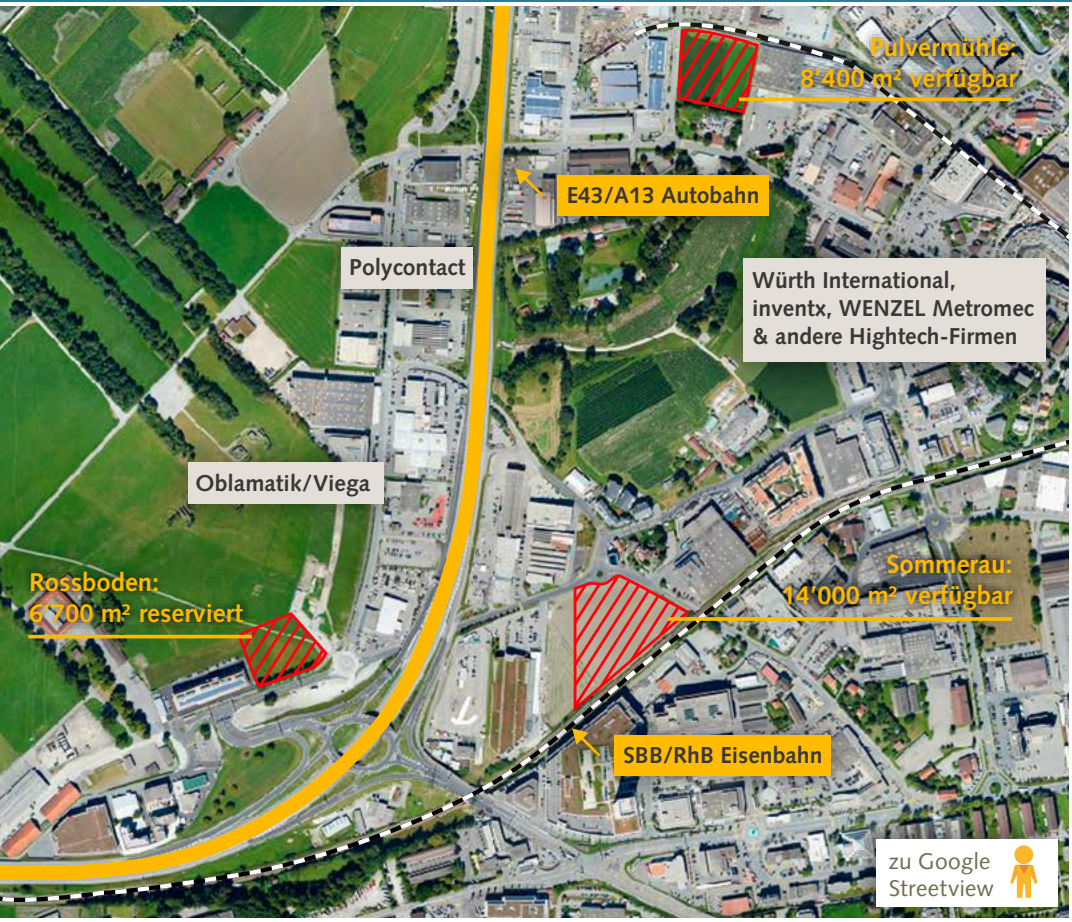 Pulvermühle:
8'400 m² verfügbar
E43/A13 Autobahn
Polycontact
Würth International,
inventx, WENZEL Metromec
& andere Hightech-Firmen
Oblamatik/Viega
Rossboden:
6'700 m² reserviert
Sommerau:
14'000 m² verfügbar
SBB/RhB Eisenbahn
zu Google
Streetview